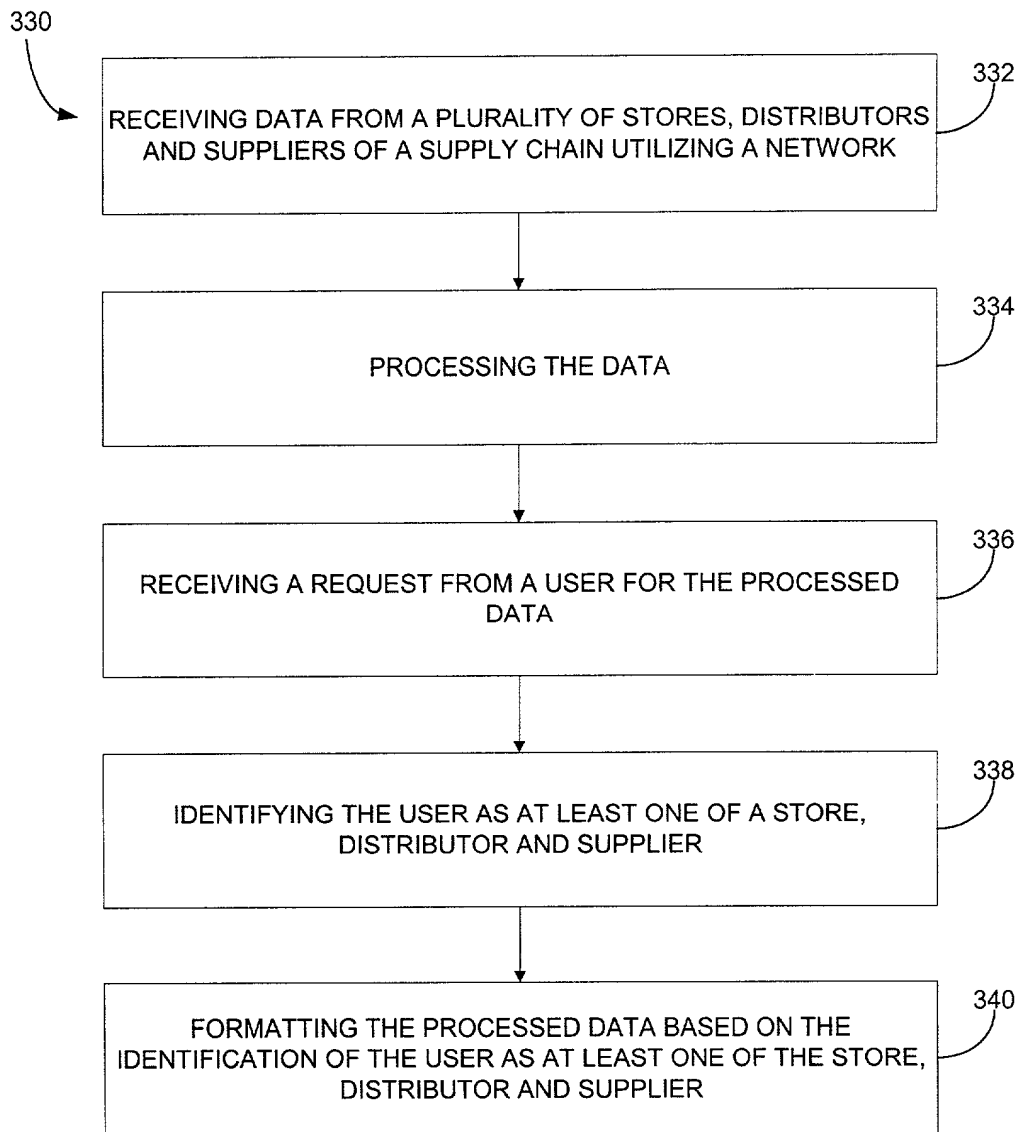 330
332
RECEIVING DATA FROM A PLURALITY OF STORES, DISTRIBUTORS
AND SUPPLIERS OF A SUPPLY CHAIN UTILIZING A NETWORK
334
PROCESSING THE DATA
336
RECEIVING A REQUEST FROM A USER FOR THE PROCESSED
DATA
338
IDENTIFYING THE USER AS AT LEAST ONE OF A STORE,
DISTRIBUTOR AND SUPPLIER
340
FORMATTING THE PROCESSED DATA BASED ON THE
IDENTIFICATION OF THE USER AS AT LEAST ONE OF THE STORE,
DISTRIBUTOR AND SUPPLIER